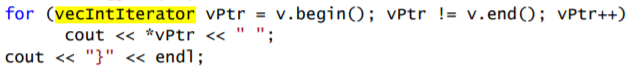 for (vecIntIterator vPtr = v.begin(); vPtr != v.end(); vPtr++)
cout << *vPtr << " ";
cout << "}" << endl;